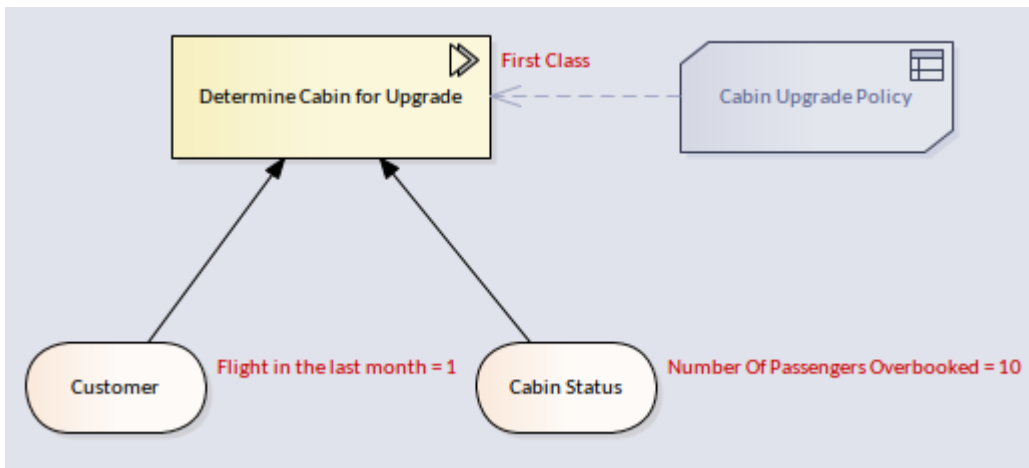 First Class
Determine Cabin for Upgrade
Cabin Upgrade Policy
Customer
Flight in the last month = 1
Cabin Status
Number Of Passengers Overbooked = 10